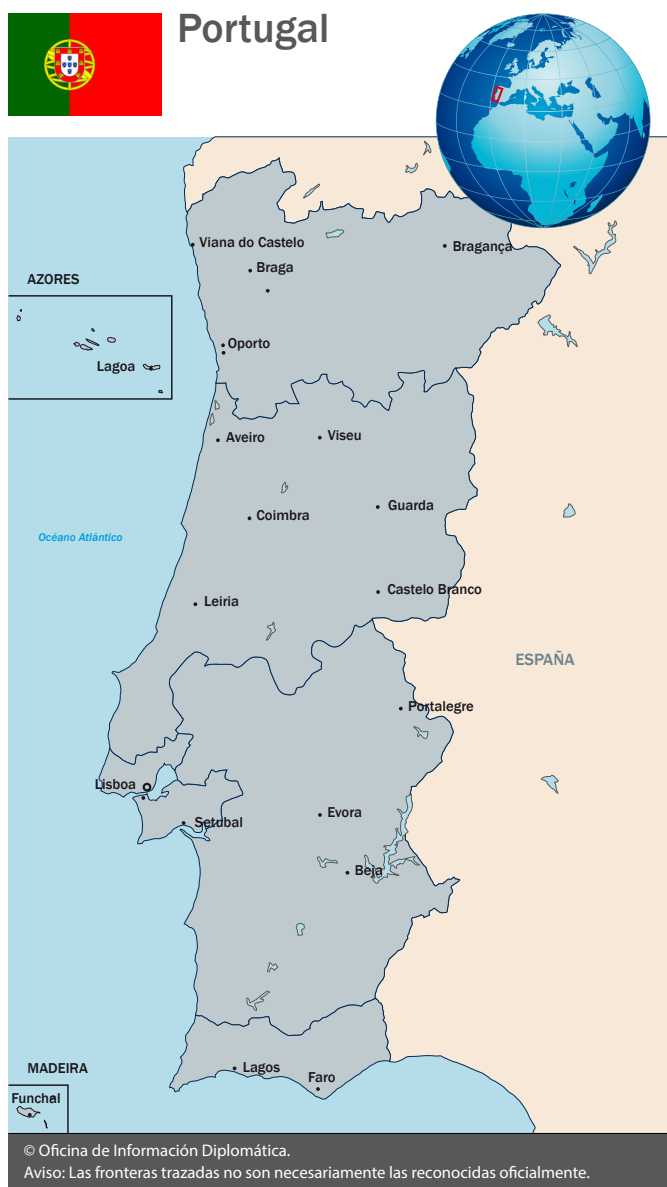 Portugal
Viana do Castelo
Bragança
Braga
AZORES
Oporto
Lagoa
Aveiro
Viseu
Guarda
Coimbra
Océano Atlántico
Castelo Branco
Leiria
ESPAÑA
Portalegre
Lisboa
Evora
Setubal
Beja
MADEIRA
Lagos
Faro
Funchal
© Oficina de Información Diplomática.
Aviso: Las fronteras trazadas no son necesariamente las reconocidas oficialmente.